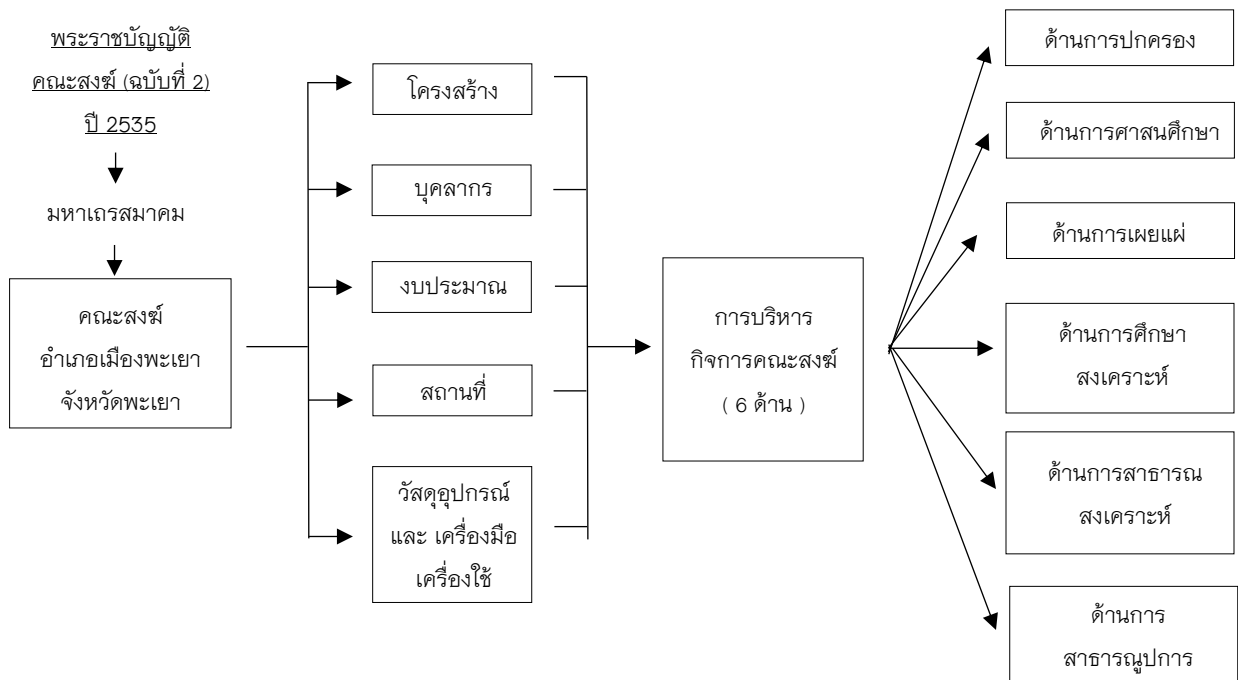 พระราชบัญญัติ
คณะสงฆ์ (ฉบับที่ 2)
ปี 2535
มหาเถรสมาคม
คณะสงฆ์
อำเภอเมืองพะเยา
จังหวัดพะเยา
โครงสร้าง
บุคลากร
งบประมาณ
สถานที่
วัสดุอุปกรณ์
และ เครื่องมือ
เครื่องใช้
การบริหาร
กิจการคณะสงฆ์
( 6 ด้าน )
ด้านการปกครอง
ด้านการศาสนศึกษา
ด้านการเผยแผ่
ด้านการศึกษา
สงเคราะห์
ด้านการสาธารณ
สงเคราะห์
ด้านการ
สาธารณูปการ